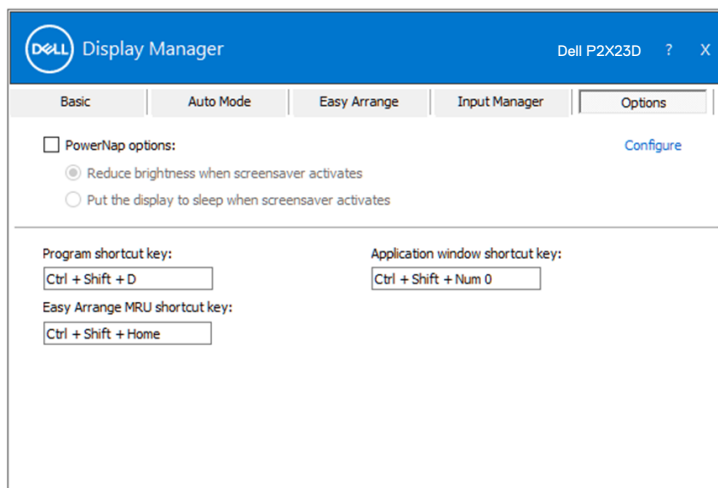 DELL Display Manager Dell P2X23D ? X
Basic Auto Mode Easy Arrange Input Manager Options
PowerNap options: Configure
Reduce brightness when screensaver activates
Put the display to sleep when screensaver activates
Program shortcut key: Application window shortcut key:
Ctrl + Shift + D Ctrl + Shift + Num 0
Easy Arrange MRU shortcut key:
Ctrl + Shift + Home